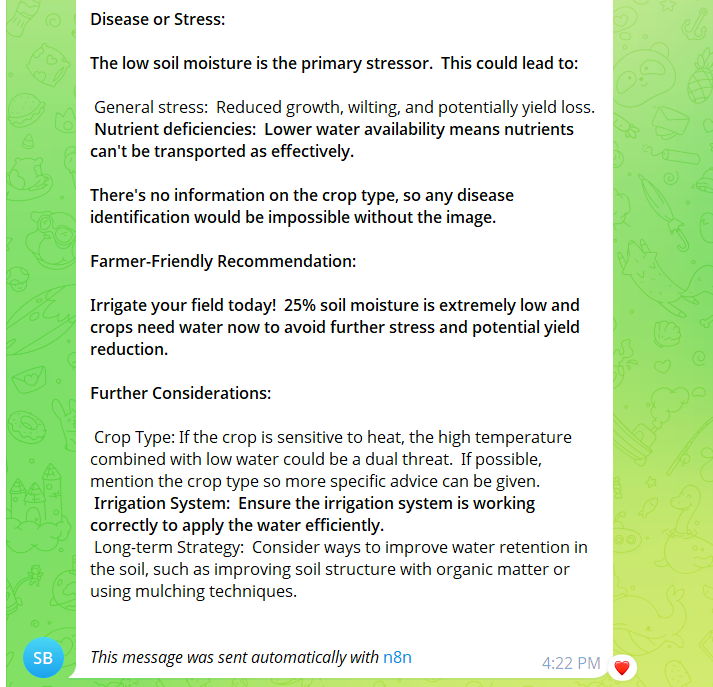 Disease or Stress:
The low soil moisture is the primary stressor.  This could lead to:
General stress:  Reduced growth, wilting, and potentially yield loss.
Nutrient deficiencies:  Lower water availability means nutrients
can't be transported as effectively.
There's no information on the crop type, so any disease
identification would be impossible without the image.
Farmer-Friendly Recommendation:
Irrigate your field today!  25% soil moisture is extremely low and
crops need water now to avoid further stress and potential yield
reduction.
Further Considerations:
Crop Type: If the crop is sensitive to heat, the high temperature
combined with low water could be a dual threat.  If possible,
mention the crop type so more specific advice can be given.
Irrigation System:  Ensure the irrigation system is working
correctly to apply the water efficiently.
Long-term Strategy:  Consider ways to improve water retention in
the soil, such as improving soil structure with organic matter or
using mulching techniques.
SB
This message was sent automatically with n8n
4:22 PM